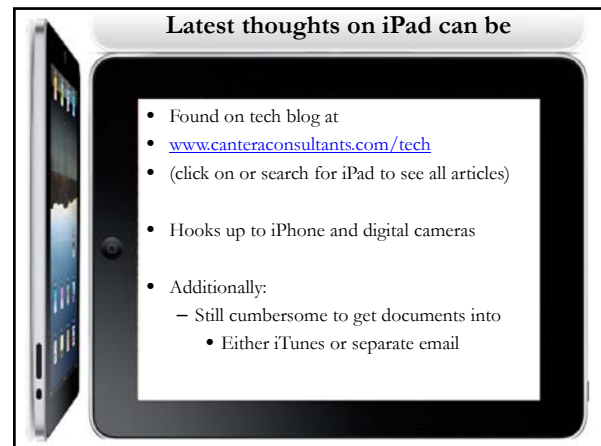 Latest thoughts on iPad can be
• Found on tech blog at
• www.canteraconsultants.com/tech
• (click on or search for iPad to see all articles)
• Hooks up to iPhone and digital cameras
• Additionally:
– Still cumbersome to get documents into
• Either iTunes or separate email